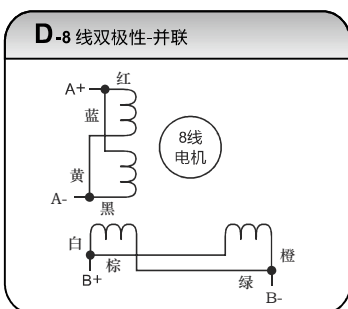 D-8 线双极性-并联
A+
红
蓝
8线
电机
黄
A-
黑
白
棕
橙
B+
绿
B-